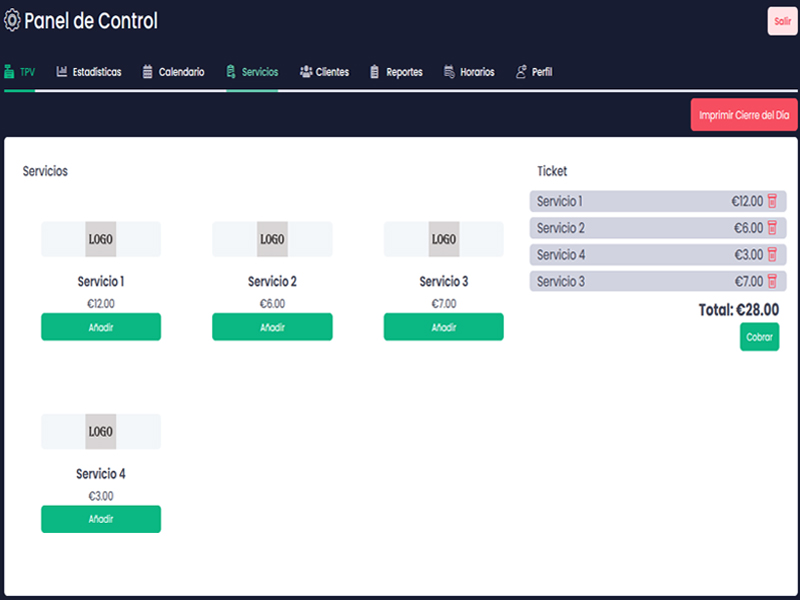 Panel de Control
Salir
TPV Estadísticas Calendario Servicios Clientes Reportes Horarios Perfil
Imprimir Cierre del Día
Servicios
LOGO LOGO LOGO
Servicio 1 Servicio 2 Servicio 3
€12.00 €6.00 €7.00
Añadir Añadir Añadir
LOGO
Servicio 4
€3.00
Añadir
Ticket
Servicio 1 €12.00
Servicio 2 €6.00
Servicio 4 €3.00
Servicio 3 €7.00
Total: €28.00
Cobrar